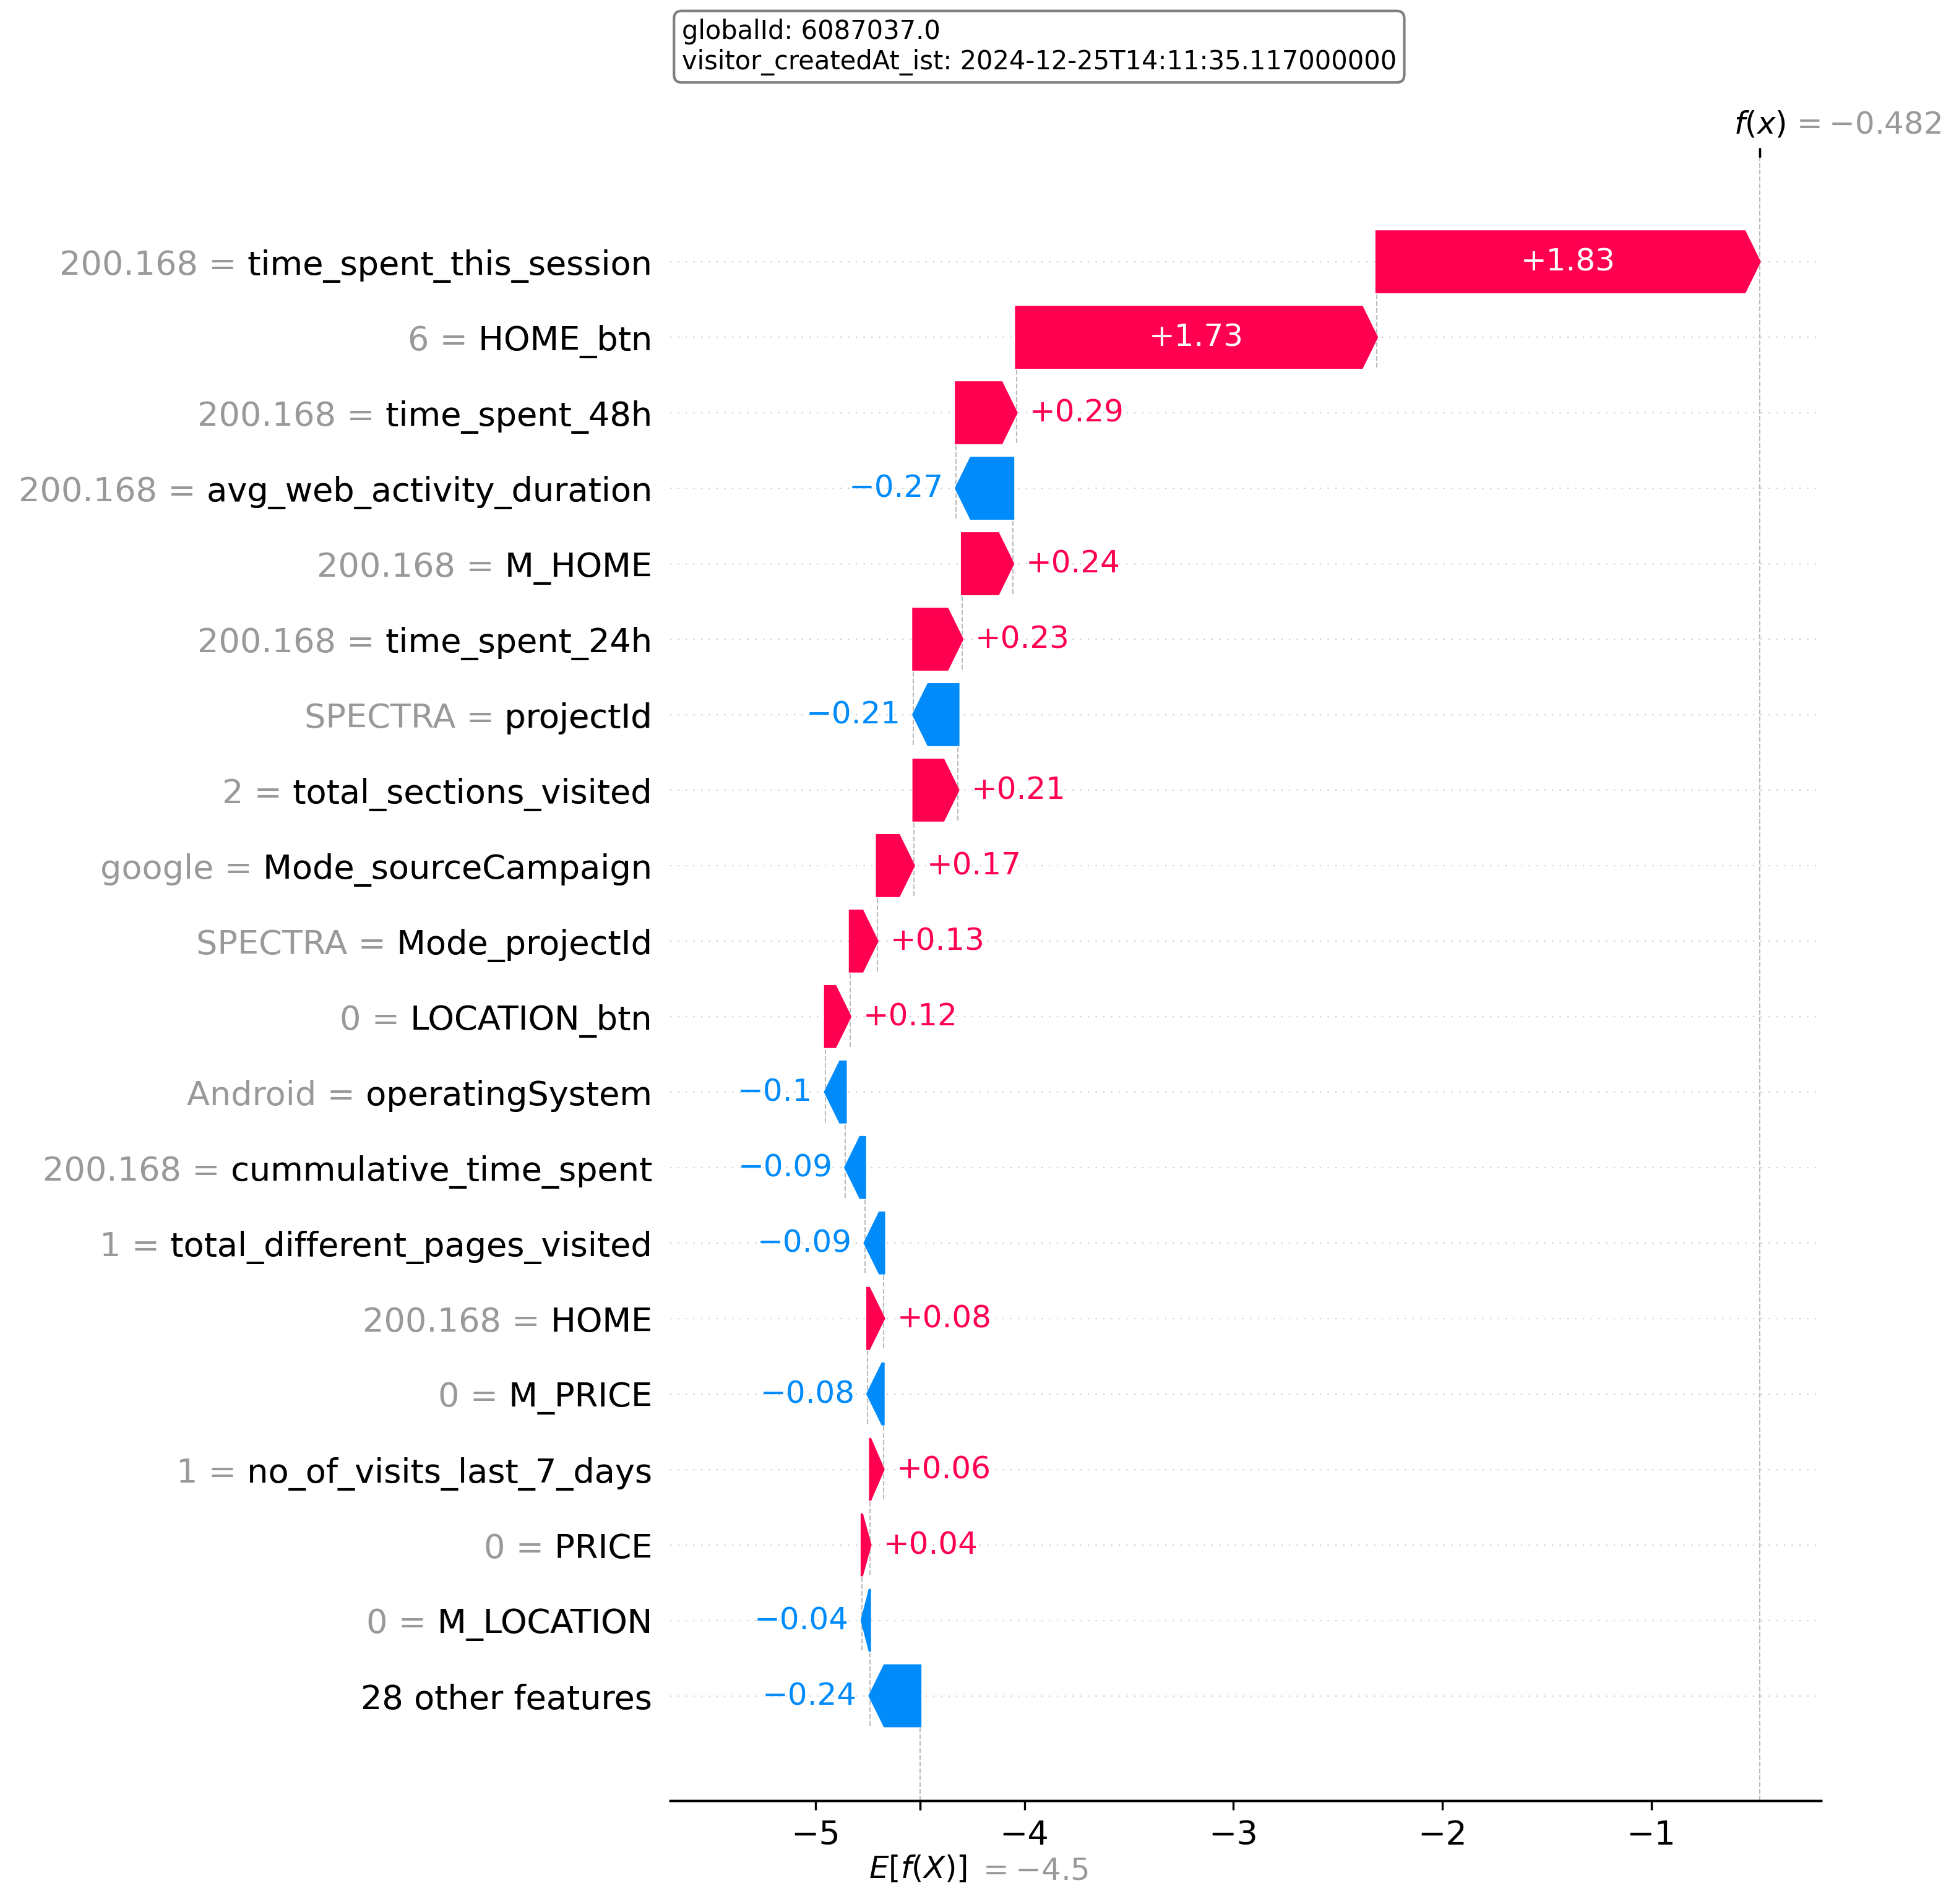 globalId: 6087037.0
visitor_createdAt_ist: 2024-12-25T14:11:35.117000000
f(x) = −0.482
200.168 = time_spent_this_session +1.83
6 = HOME_btn +1.73
200.168 = time_spent_48h +0.29
200.168 = avg_web_activity_duration −0.27
200.168 = M_HOME +0.24
200.168 = time_spent_24h +0.23
SPECTRA = projectId −0.21
2 = total_sections_visited +0.21
google = Mode_sourceCampaign +0.17
SPECTRA = Mode_projectId +0.13
0 = LOCATION_btn +0.12
Android = operatingSystem −0.1
200.168 = cummulative_time_spent −0.09
1 = total_different_pages_visited −0.09
200.168 = HOME +0.08
0 = M_PRICE −0.08
1 = no_of_visits_last_7_days +0.06
0 = PRICE +0.04
0 = M_LOCATION −0.04
28 other features −0.24
−5 −4 −3 −2 −1
E[f(X)] = −4.5